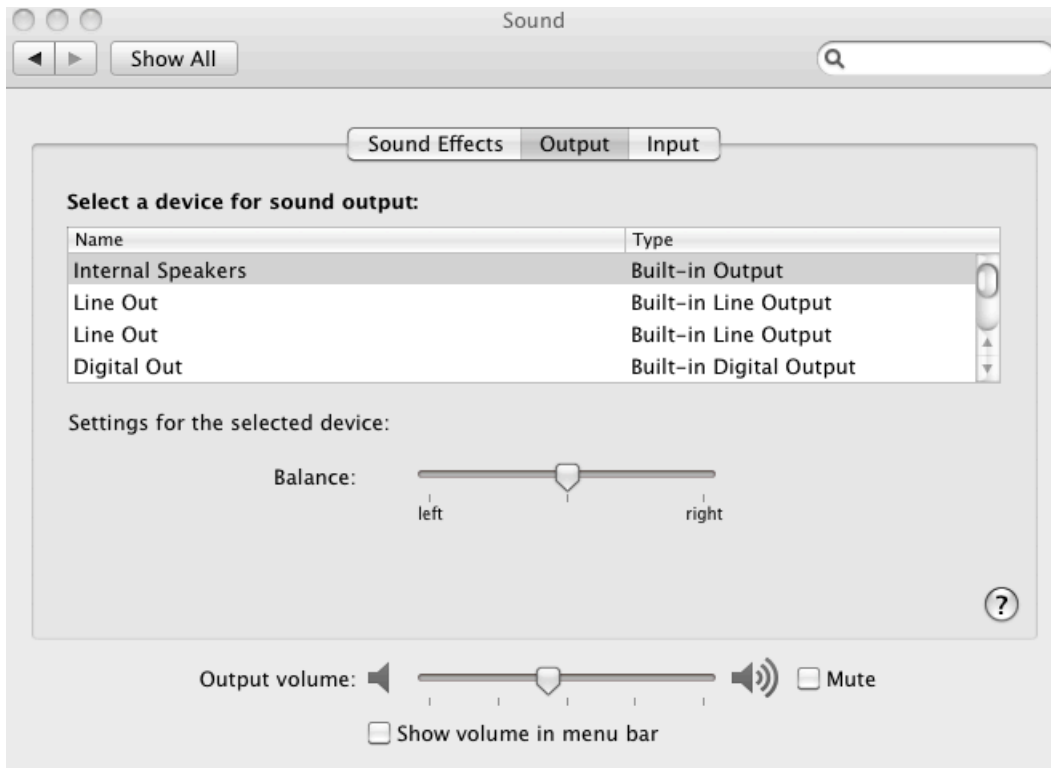 Sound
Show All
Sound Effects Output Input
Select a device for sound output:
Name Type
Internal Speakers Built-in Output
Line Out Built-in Line Output
Line Out Built-in Line Output
Digital Out Built-in Digital Output
Settings for the selected device:
Balance:
left right
?
Output volume: Mute
Show volume in menu bar